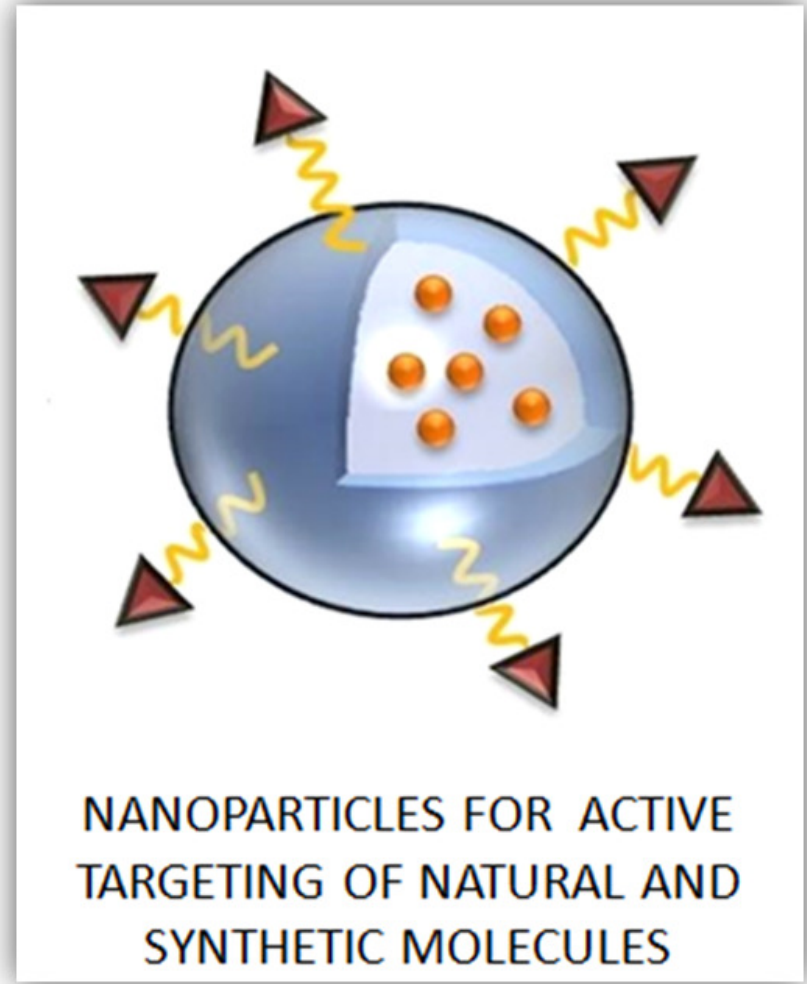 NANOPARTICLES FOR ACTIVE
TARGETING OF NATURAL AND
SYNTHETIC MOLECULES